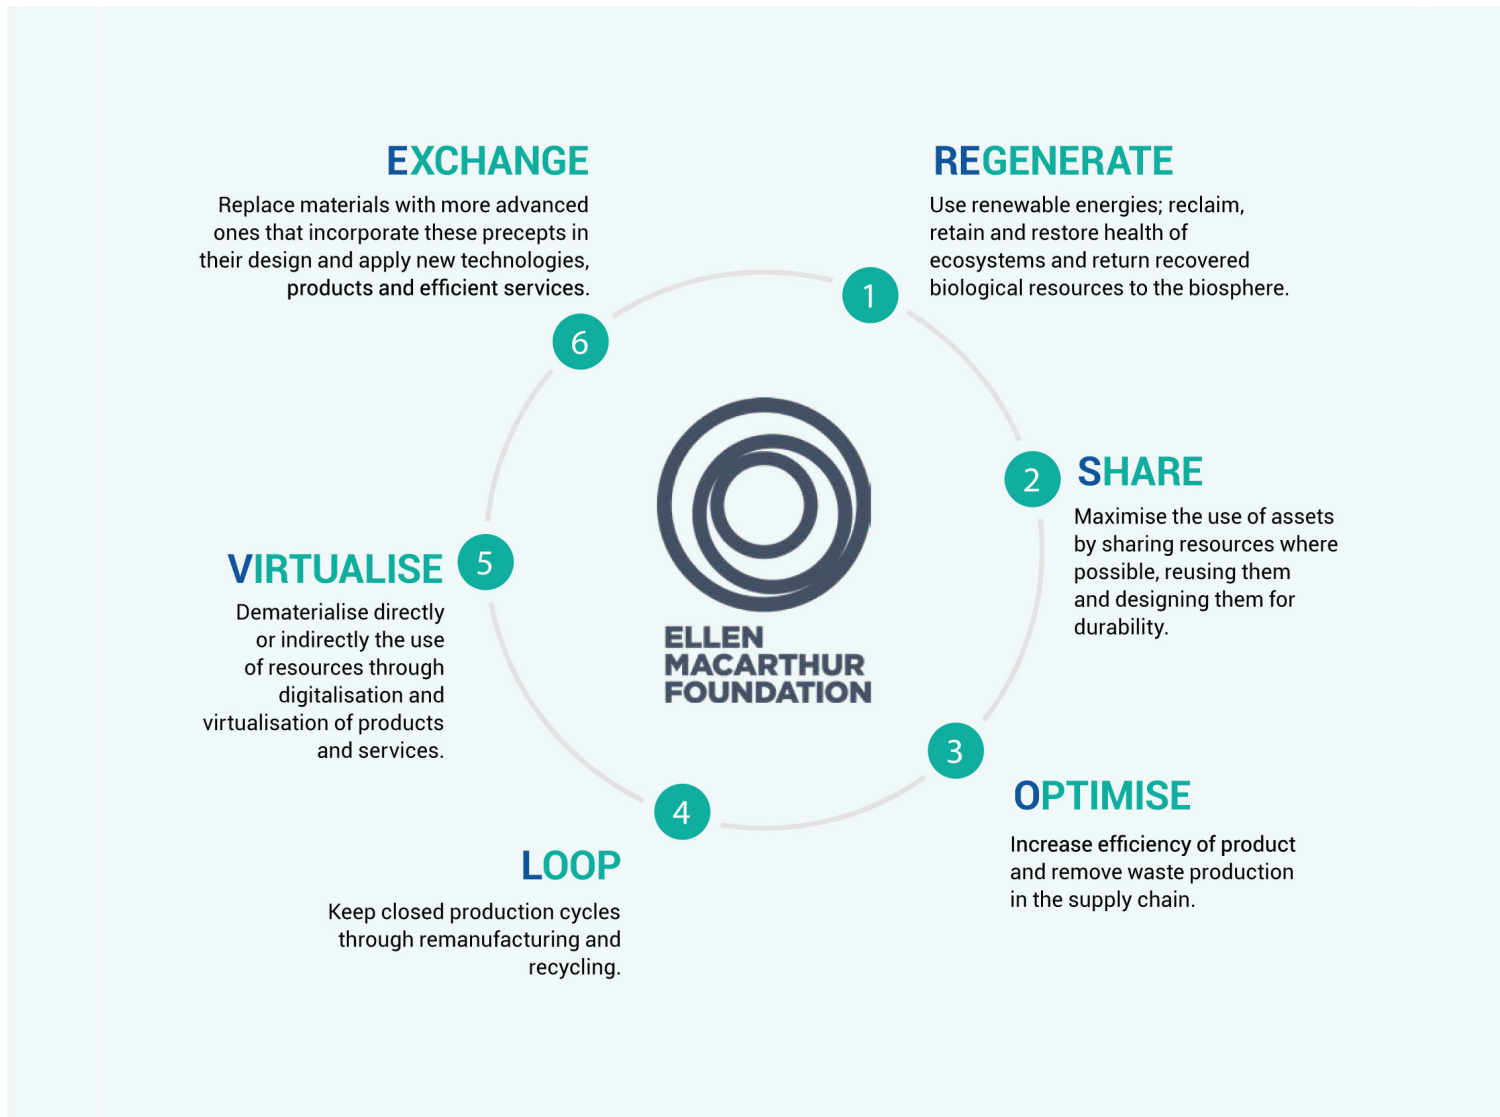 1
REGENERATE
Use renewable energies; reclaim,
retain and restore health of
ecosystems and return recovered
biological resources to the biosphere.
2
SHARE
Maximise the use of assets
by sharing resources where
possible, reusing them
and designing them for
durability.
3
OPTIMISE
Increase efficiency of product
and remove waste production
in the supply chain.
4
LOOP
Keep closed production cycles
through remanufacturing and
recycling.
5
VIRTUALISE
Dematerialise directly
or indirectly the use
of resources through
digitalisation and
virtualisation of products
and services.
6
EXCHANGE
Replace materials with more advanced
ones that incorporate these precepts in
their design and apply new technologies,
products and efficient services.
ELLEN
MACARTHUR
FOUNDATION